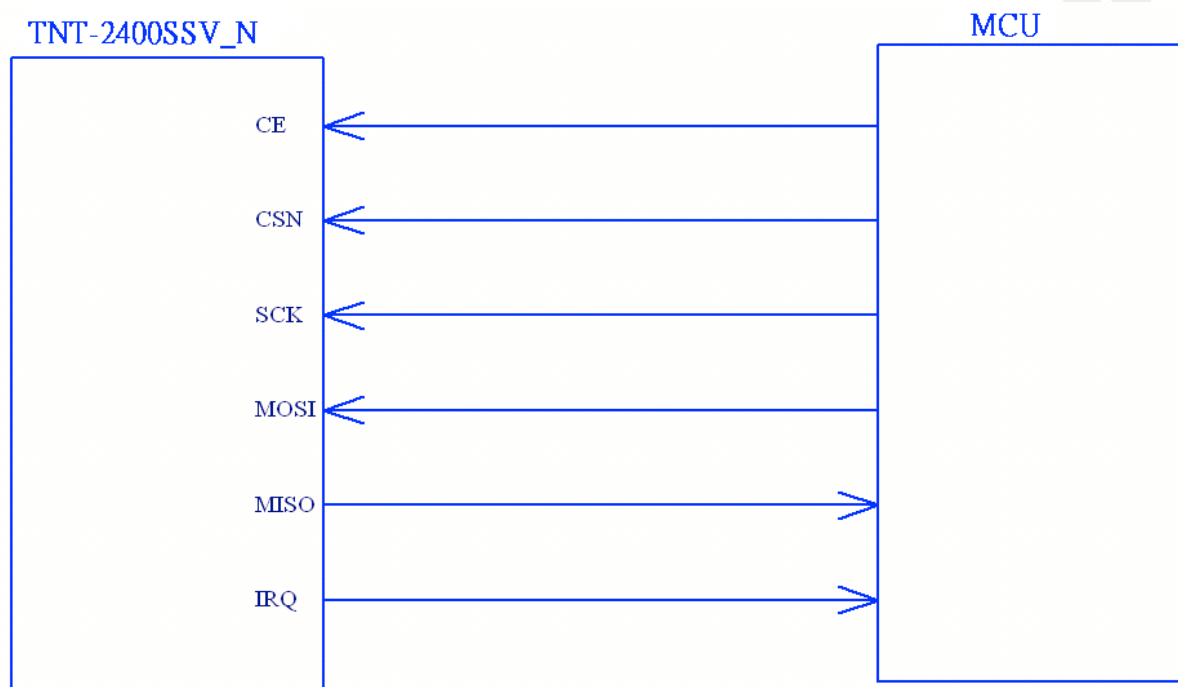 TNT-2400SSV_N
MCU
CE
CSN
SCK
MOSI
MISO
IRQ